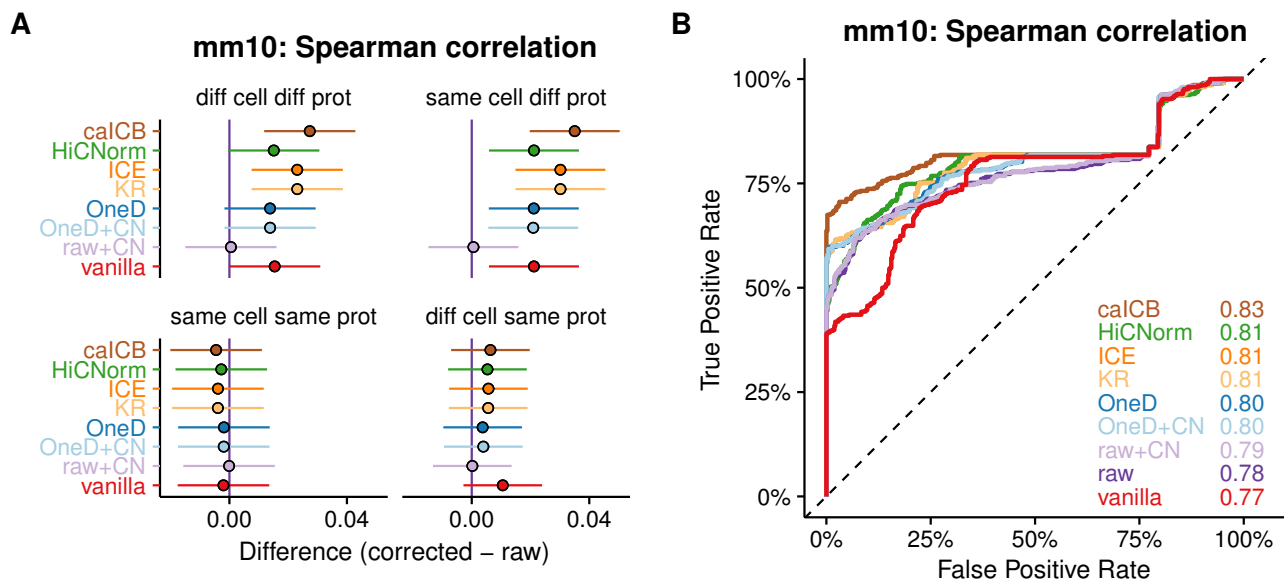 A
mm10: Spearman correlation
diff cell diff prot
same cell diff prot
caICB
HiCNorm
ICE
KR
OneD
OneD+CN
raw+CN
vanilla
same cell same prot
diff cell same prot
caICB
HiCNorm
ICE
KR
OneD
OneD+CN
raw+CN
vanilla
0.00 0.04 0.00 0.04
Difference (corrected − raw)
B
mm10: Spearman correlation
100%
75%
50%
25%
0%
True Positive Rate
caICB 0.83
HiCNorm 0.81
ICE 0.81
KR 0.81
OneD 0.80
OneD+CN 0.80
raw+CN 0.79
raw 0.78
vanilla 0.77
0% 25% 50% 75% 100%
False Positive Rate